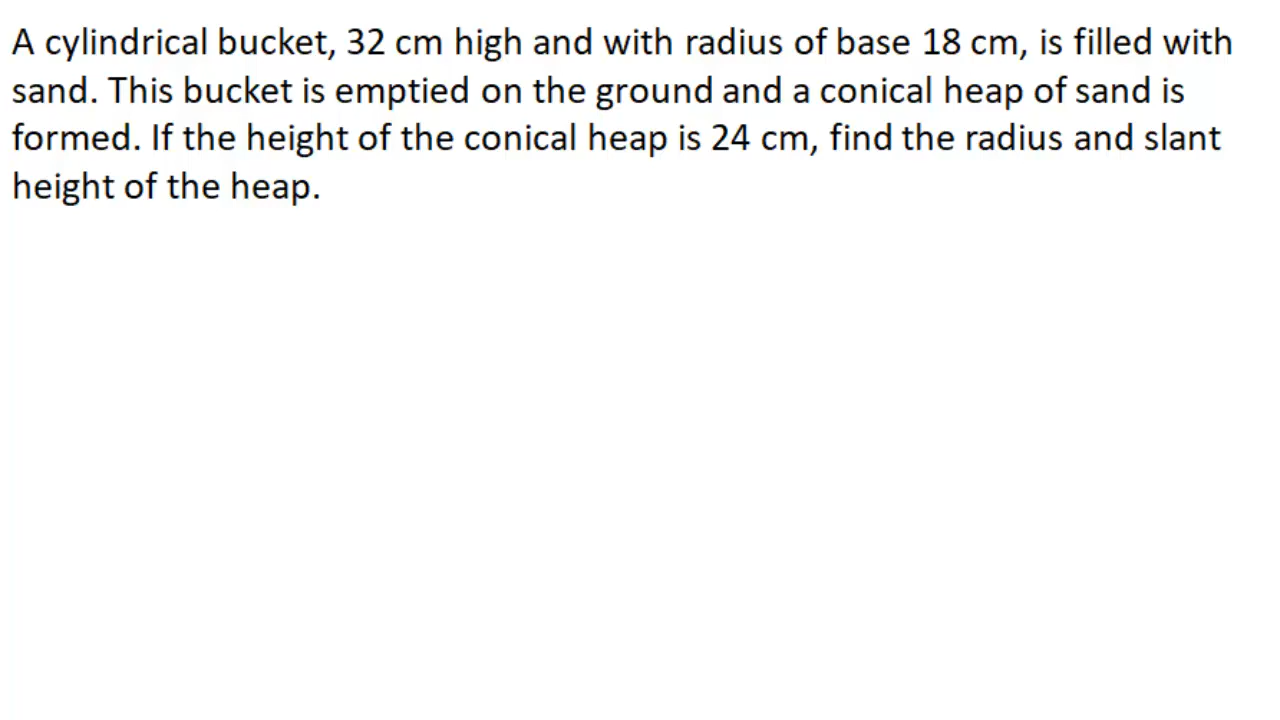 A cylindrical bucket, 32 cm high and with radius of base 18 cm, is filled with
sand. This bucket is emptied on the ground and a conical heap of sand is
formed. If the height of the conical heap is 24 cm, find the radius and slant
height of the heap.